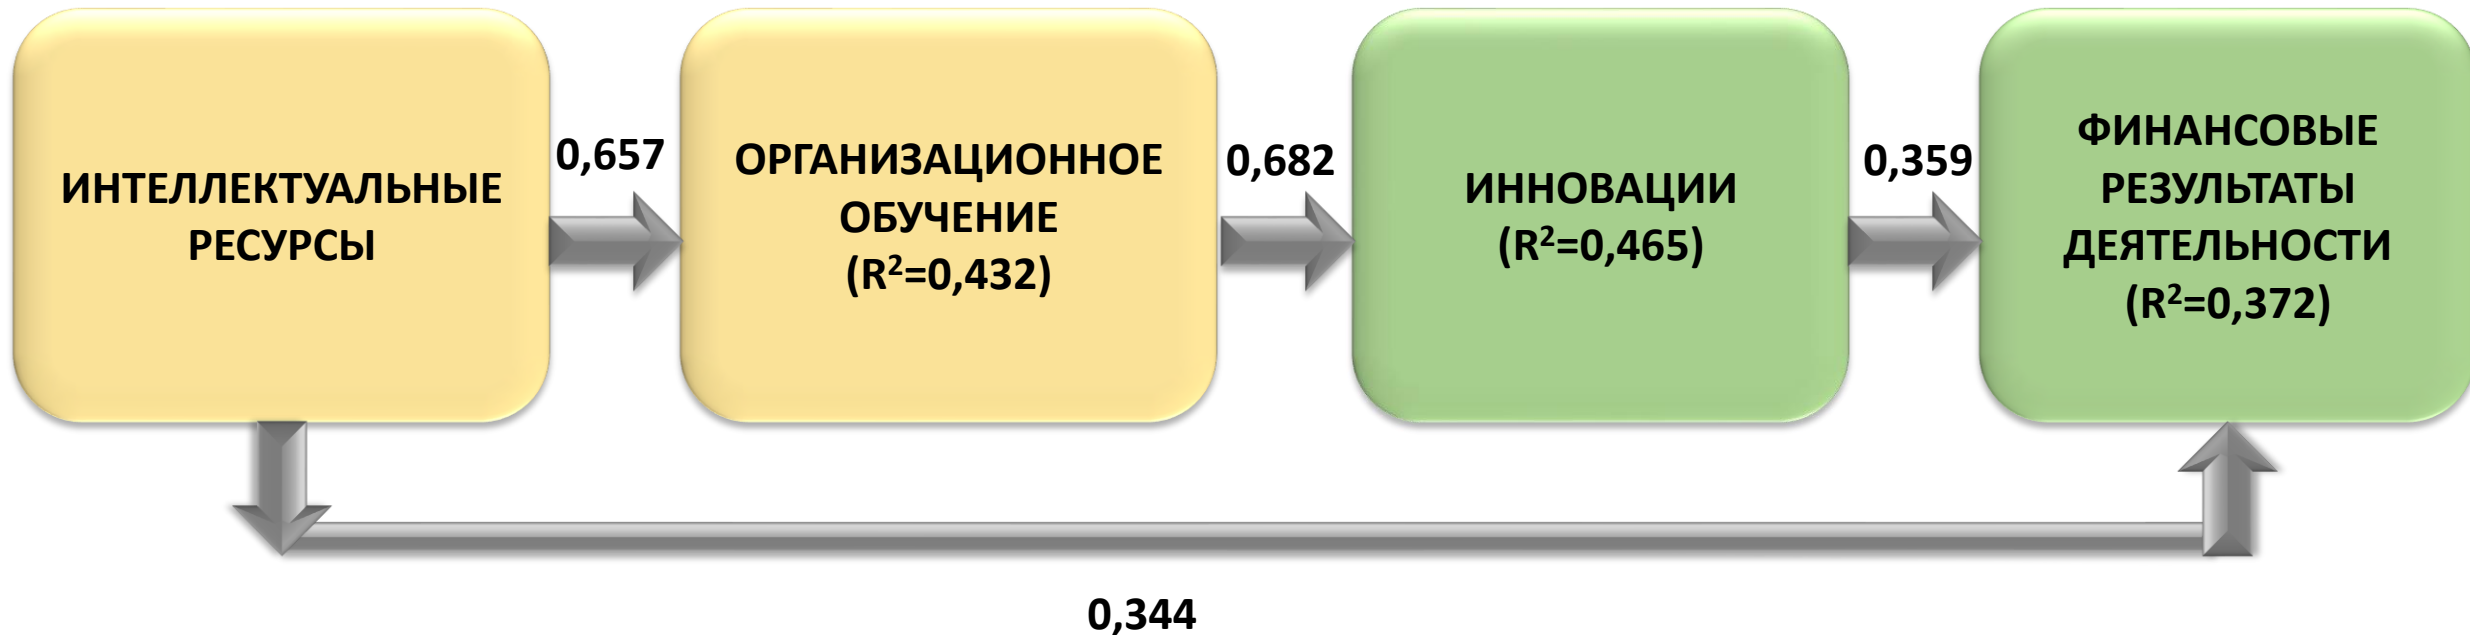 ИНТЕЛЛЕКТУАЛЬНЫЕ
РЕСУРСЫ
0,657
ОРГАНИЗАЦИОННОЕ
ОБУЧЕНИЕ
(R²=0,432)
0,682
ИННОВАЦИИ
(R²=0,465)
0,359
ФИНАНСОВЫЕ
РЕЗУЛЬТАТЫ
ДЕЯТЕЛЬНОСТИ
(R²=0,372)
0,344